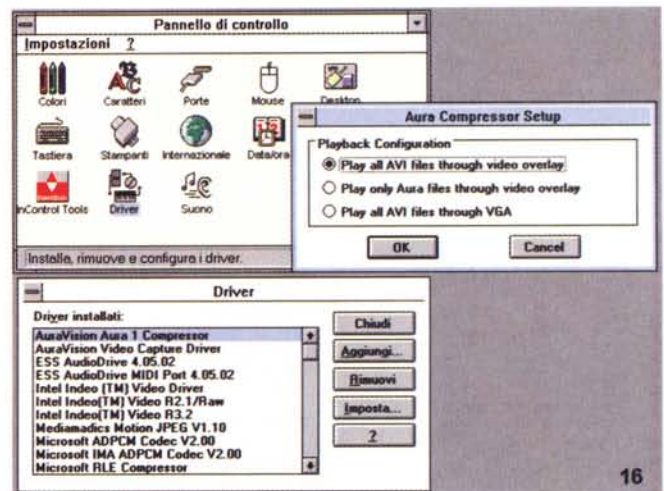 Pannello di controllo
Impostazioni ?
Colori Caratteri Porte Mouse Desktop
Tastiera Stampanti Internazionale Data/ora
InControl Tools Driver Suono
Installa, rimuove e configura i driver.
Aura Compressor Setup
Playback Configuration
Play all AVI files through video overlay
Play only Aura files through video overlay
Play all AVI files through VGA
OK Cancel
Driver
Driver installati:
AuraVision Aura 1 Compressor
AuraVision Video Capture Driver
ESS AudioDrive 4.05.02
ESS AudioDrive MIDI Port 4.05.02
Intel Indeo (TM) Video Driver
Intel Indeo(TM) Video R2.1/Raw
Intel Indeo(TM) Video R3.2
Mediamadics Motion JPEG V1.10
Microsoft ADPCM Codec V2.00
Microsoft IMA ADPCM Codec V2.00
Microsoft RLE Compressor
Chiudi
Aggiungi...
Rimuovi
Imposta...
?
16